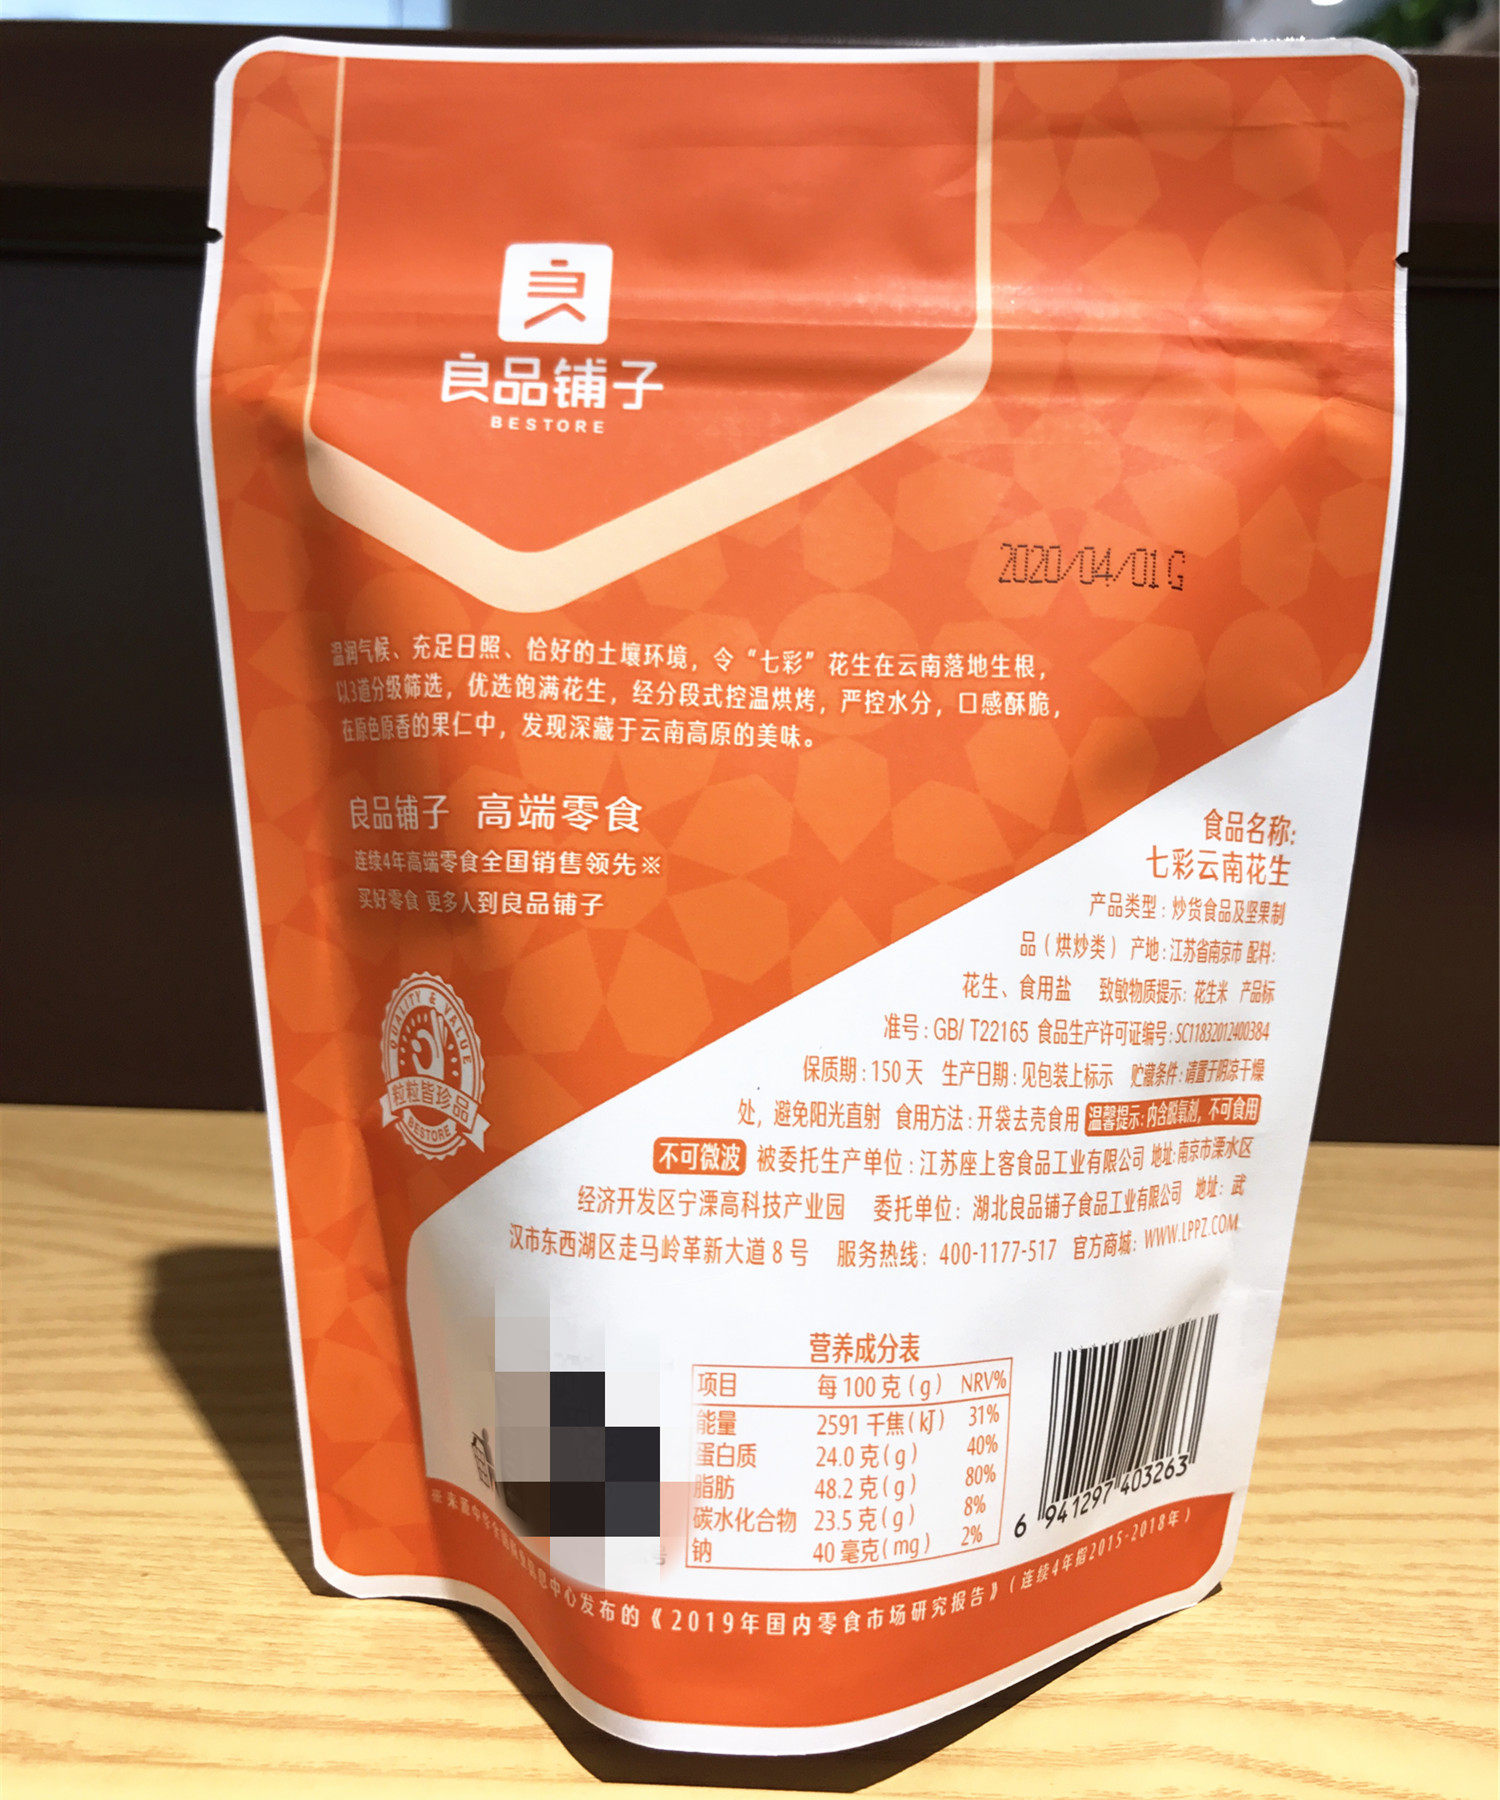 良品铺子
BESTORE
2020/04/01 G
温润气候、充足日照、恰好的土壤环境，令“七彩”花生在云南落地生根，
以3道分级筛选，优选饱满花生，经分段式控温烘烤，严控水分，口感酥脆，
在原色原香的果仁中，发现深藏于云南高原的美味。
良品铺子 高端零食
连续4年高端零食全国销售领先※
买好零食 更多人到良品铺子
QUALITY & VALUE
粒粒皆珍品
BESTORE
食品名称:
七彩云南花生
产品类型：炒货食品及坚果制
品（烘炒类） 产地：江苏省南京市 配料：
花生、食用盐 致敏物质提示：花生米 产品标
准号：GB/ T22165 食品生产许可证编号：SC11832012400384
保质期：150天 生产日期：见包装上标示 贮藏条件：请置于阴凉干燥
处，避免阳光直射 食用方法：开袋去壳食用 温馨提示：内含脱氧剂，不可食用
不可微波 被委托生产单位：江苏座上客食品工业有限公司 地址：南京市溧水区
经济开发区宁溧高科技产业园 委托单位：湖北良品铺子食品工业有限公司 地址：武
汉市东西湖区走马岭革新大道8号 服务热线：400-1177-517 官方商城：WWW.LPPZ.COM
营养成分表
项目 每100克(g) NRV%
能量 2591千焦(kJ) 31%
蛋白质 24.0克(g) 40%
脂肪 48.2克(g) 80%
碳水化合物 23.5克(g) 8%
钠 40毫克(mg) 2%
6 941297 403263
号
来源中华全国商业信息中心发布的《2019年国内零食市场研究报告》（连续4年指2015-2018年）